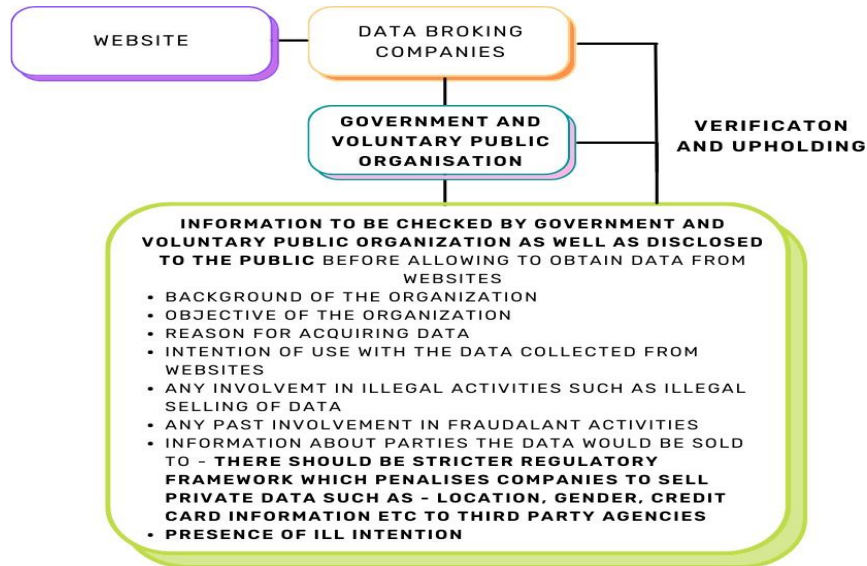 WEBSITE
DATA BROKING
COMPANIES
GOVERNMENT AND
VOLUNTARY PUBLIC
ORGANISATION
VERIFICATON
AND UPHOLDING
INFORMATION TO BE CHECKED BY GOVERNMENT AND
VOLUNTARY PUBLIC ORGANIZATION AS WELL AS DISCLOSED
TO THE PUBLIC BEFORE ALLOWING TO OBTAIN DATA FROM
WEBSITES
• BACKGROUND OF THE ORGANIZATION
• OBJECTIVE OF THE ORGANIZATION
• REASON FOR ACQUIRING DATA
• INTENTION OF USE WITH THE DATA COLLECTED FROM
WEBSITES
• ANY INVOLVEMT IN ILLEGAL ACTIVITIES SUCH AS ILLEGAL
SELLING OF DATA
• ANY PAST INVOLVEMENT IN FRAUDALANT ACTIVITIES
• INFORMATION ABOUT PARTIES THE DATA WOULD BE SOLD
TO - THERE SHOULD BE STRICTER REGULATORY
FRAMEWORK WHICH PENALISES COMPANIES TO SELL
PRIVATE DATA SUCH AS - LOCATION, GENDER, CREDIT
CARD INFORMATION ETC TO THIRD PARTY AGENCIES
• PRESENCE OF ILL INTENTION